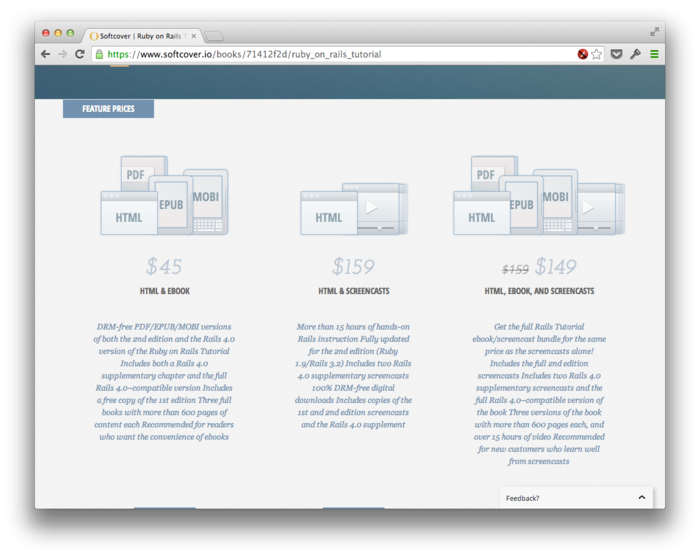 Softcover | Ruby on Rails T
https://www.softcover.io/books/71412f2d/ruby_on_rails_tutorial
FEATURE PRICES
PDF
EPUB
MOBI
HTML
$45
HTML & EBOOK
DRM-free PDF/EPUB/MOBI versions
of both the 2nd edition and the Rails 4.0
version of the Ruby on Rails Tutorial
Includes both a Rails 4.0
supplementary chapter and the full
Rails 4.0–compatible version Includes
a free copy of the 1st edition Three full
books with more than 600 pages of
content each Recommended for readers
who want the convenience of ebooks
HTML
$159
HTML & SCREENCASTS
More than 15 hours of hands-on
Rails instruction Fully updated
for the 2nd edition (Ruby
1.9/Rails 3.2) Includes two Rails
4.0 supplementary screencasts
100% DRM-free digital
downloads Includes copies of the
1st and 2nd edition screencasts
and the Rails 4.0 supplement
PDF
EPUB
MOBI
HTML
$159 $149
HTML, EBOOK, AND SCREENCASTS
Get the full Rails Tutorial
ebook/screencast bundle for the same
price as the screencasts alone!
Includes the full 2nd edition
screencasts Includes two Rails 4.0
supplementary screencasts and the
full Rails 4.0–compatible version of
the book Three versions of the book
with more than 600 pages each, and
over 15 hours of video Recommended
for new customers who learn well
from screencasts
Feedback?